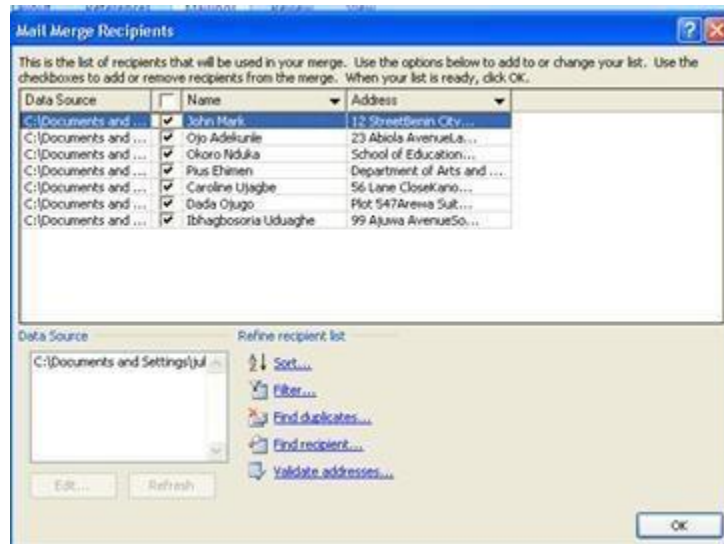 References Mailings Review View
Mail Merge Recipients
This is the list of recipients that will be used in your merge. Use the options below to add to or change your list. Use the
checkboxes to add or remove recipients from the merge. When your list is ready, click OK.
Data Source Name Address
C:\Documents and ... John Mark 12 StreetBenin City...
C:\Documents and ... Ojo Adekunle 23 Abiola AvenueLa...
C:\Documents and ... Okoro Nduka School of Education...
C:\Documents and ... Pius Ehimen Department of Arts and ...
C:\Documents and ... Caroline Ujagbe 56 Lane CloseKano...
C:\Documents and ... Dada Ojugo Plot 547Arewa Suit...
C:\Documents and ... Ibhagbosoria Uduaghe 99 Ajuwa AvenueSo...
Data Source Refine recipient list
C:\Documents and Settings\jul
Sort...
Filter...
Find duplicates...
Find recipient...
Validate addresses...
Edit... Refresh
OK